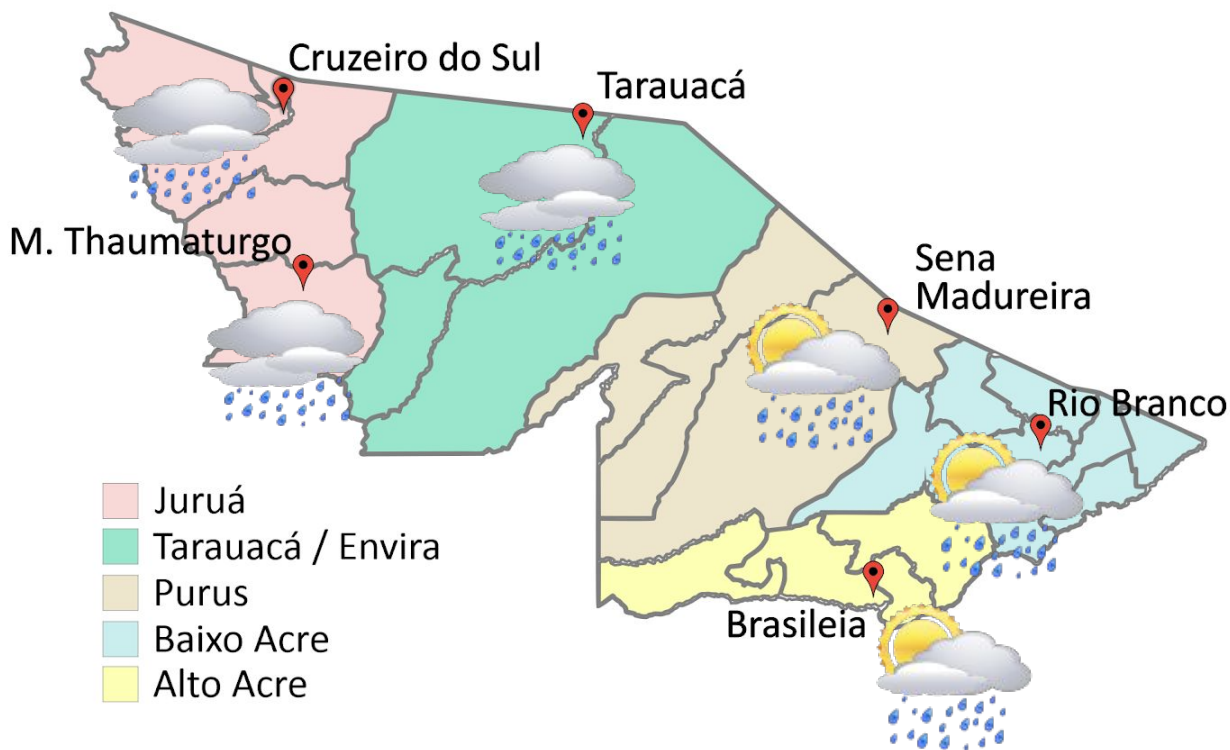 Cruzeiro do Sul
Tarauacá
M. Thaumaturgo
Sena
Madureira
Rio Branco
Brasileia
Juruá
Tarauacá / Envira
Purus
Baixo Acre
Alto Acre